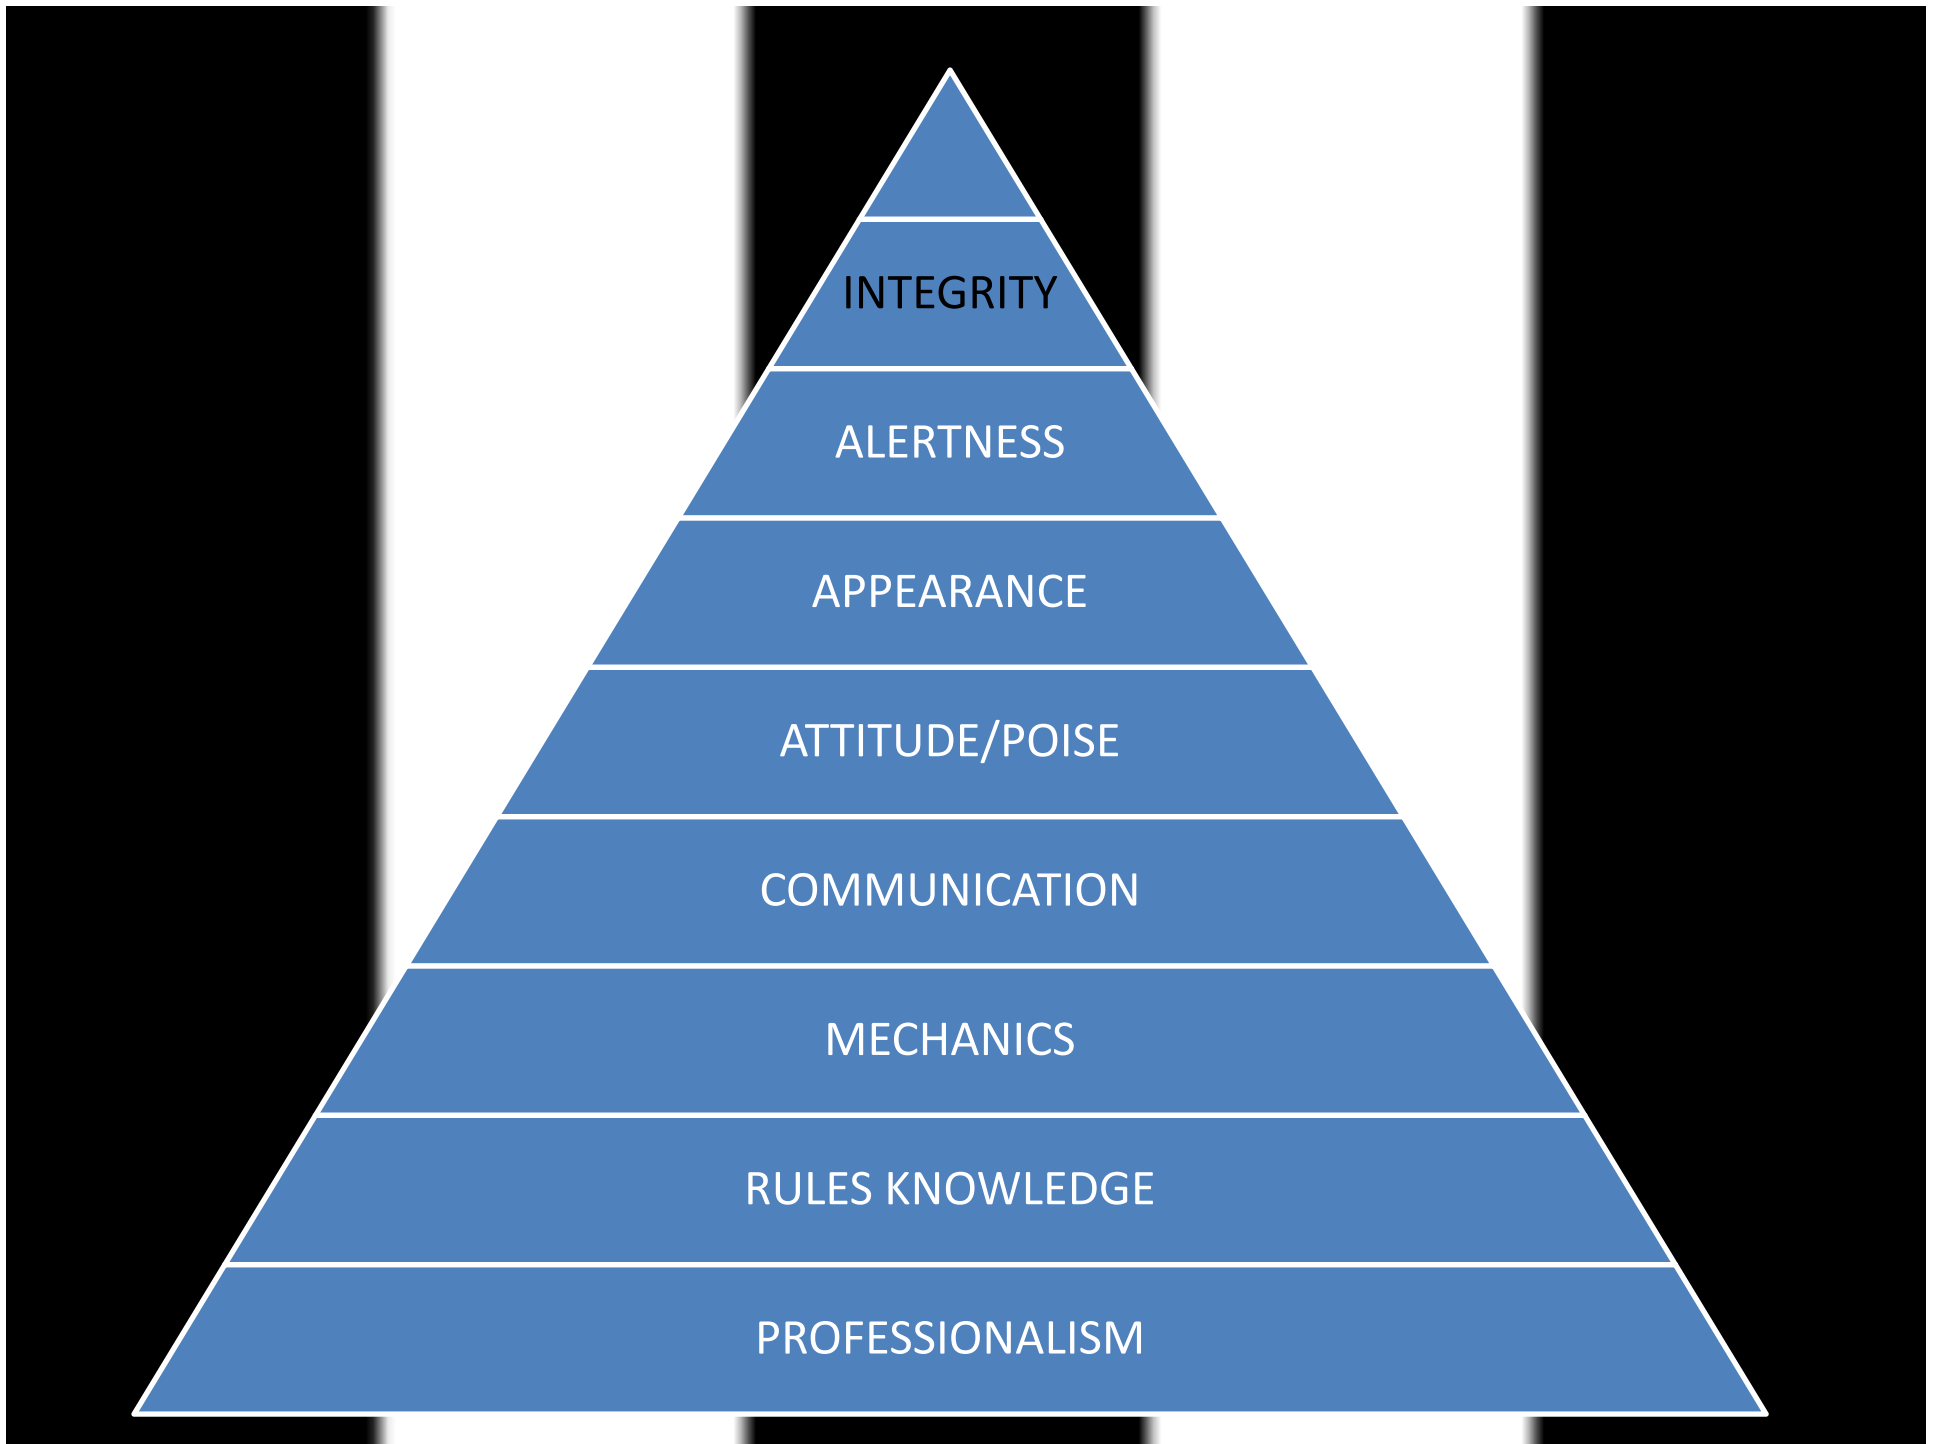 INTEGRITY
ALERTNESS
APPEARANCE
ATTITUDE/POISE
COMMUNICATION
MECHANICS
RULES KNOWLEDGE
PROFESSIONALISM